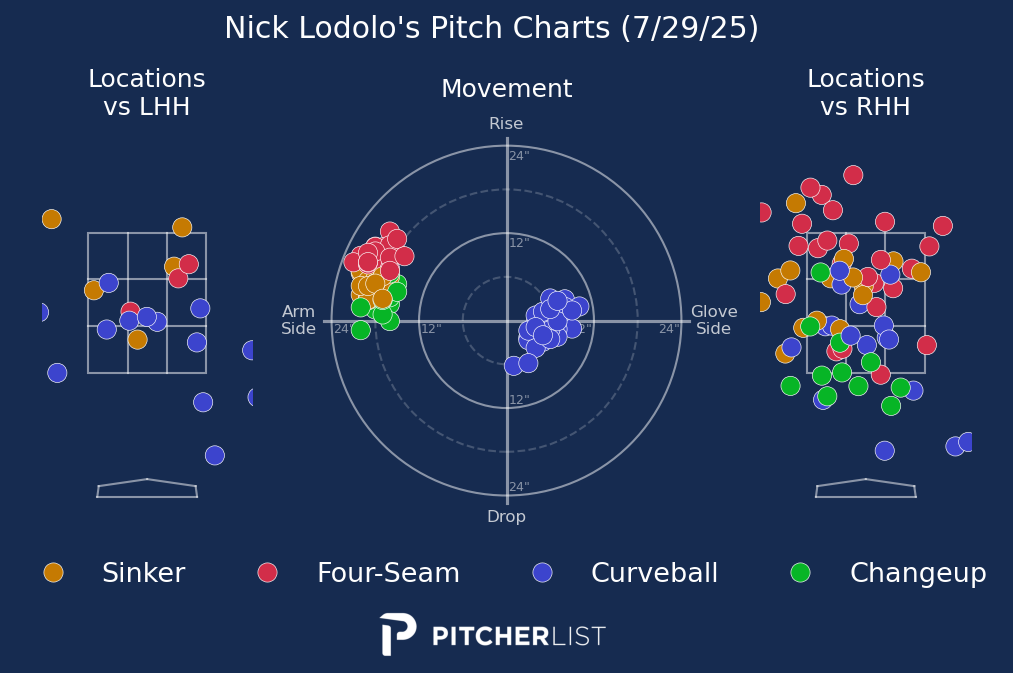 Nick Lodolo's Pitch Charts (7/29/25)
Locations
vs LHH
Movement
Locations
vs RHH
Rise
24"
12"
Arm
Side
24"
12"
12"
24"
Glove
Side
12"
24"
Drop
Sinker
Four-Seam
Curveball
Changeup
PITCHERLIST